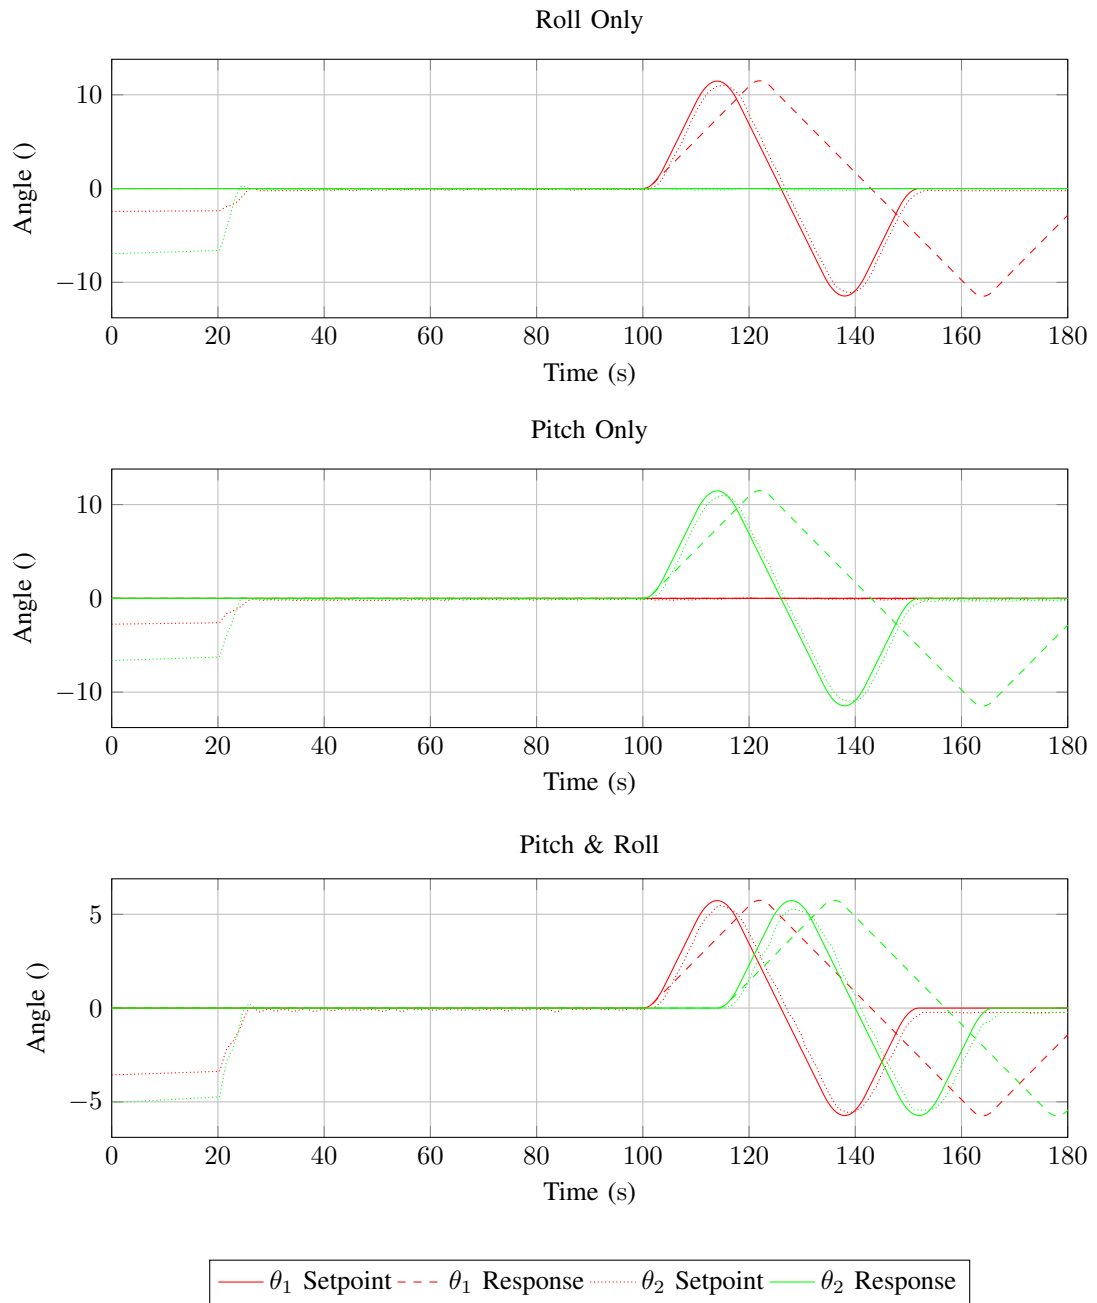 Roll Only
10
0
−10
Angle ()
0 20 40 60 80 100 120 140 160 180
Time (s)
Pitch Only
10
0
−10
Angle ()
0 20 40 60 80 100 120 140 160 180
Time (s)
Pitch & Roll
5
0
−5
Angle ()
0 20 40 60 80 100 120 140 160 180
Time (s)
θ₁ Setpoint θ₁ Response θ₂ Setpoint θ₂ Response